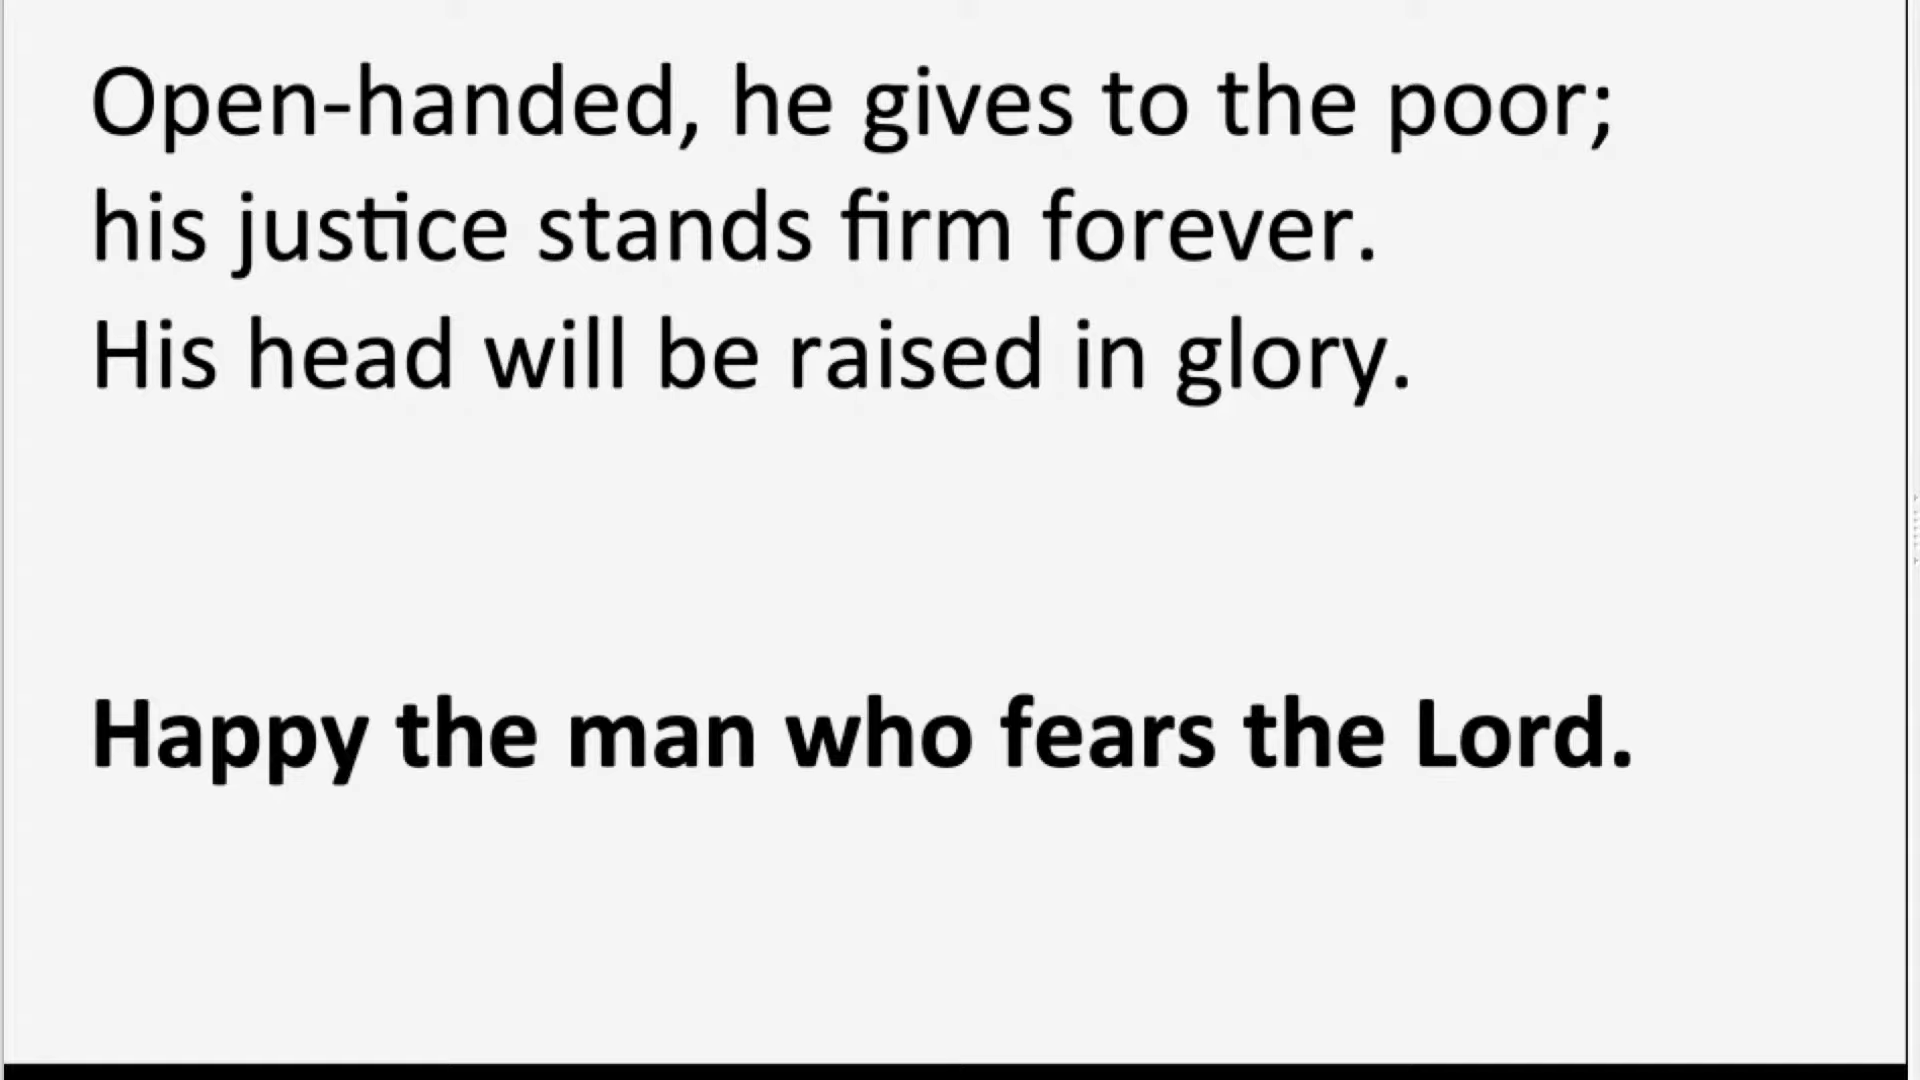 Open-handed, he gives to the poor;
his justice stands firm forever.
His head will be raised in glory.
Happy the man who fears the Lord.